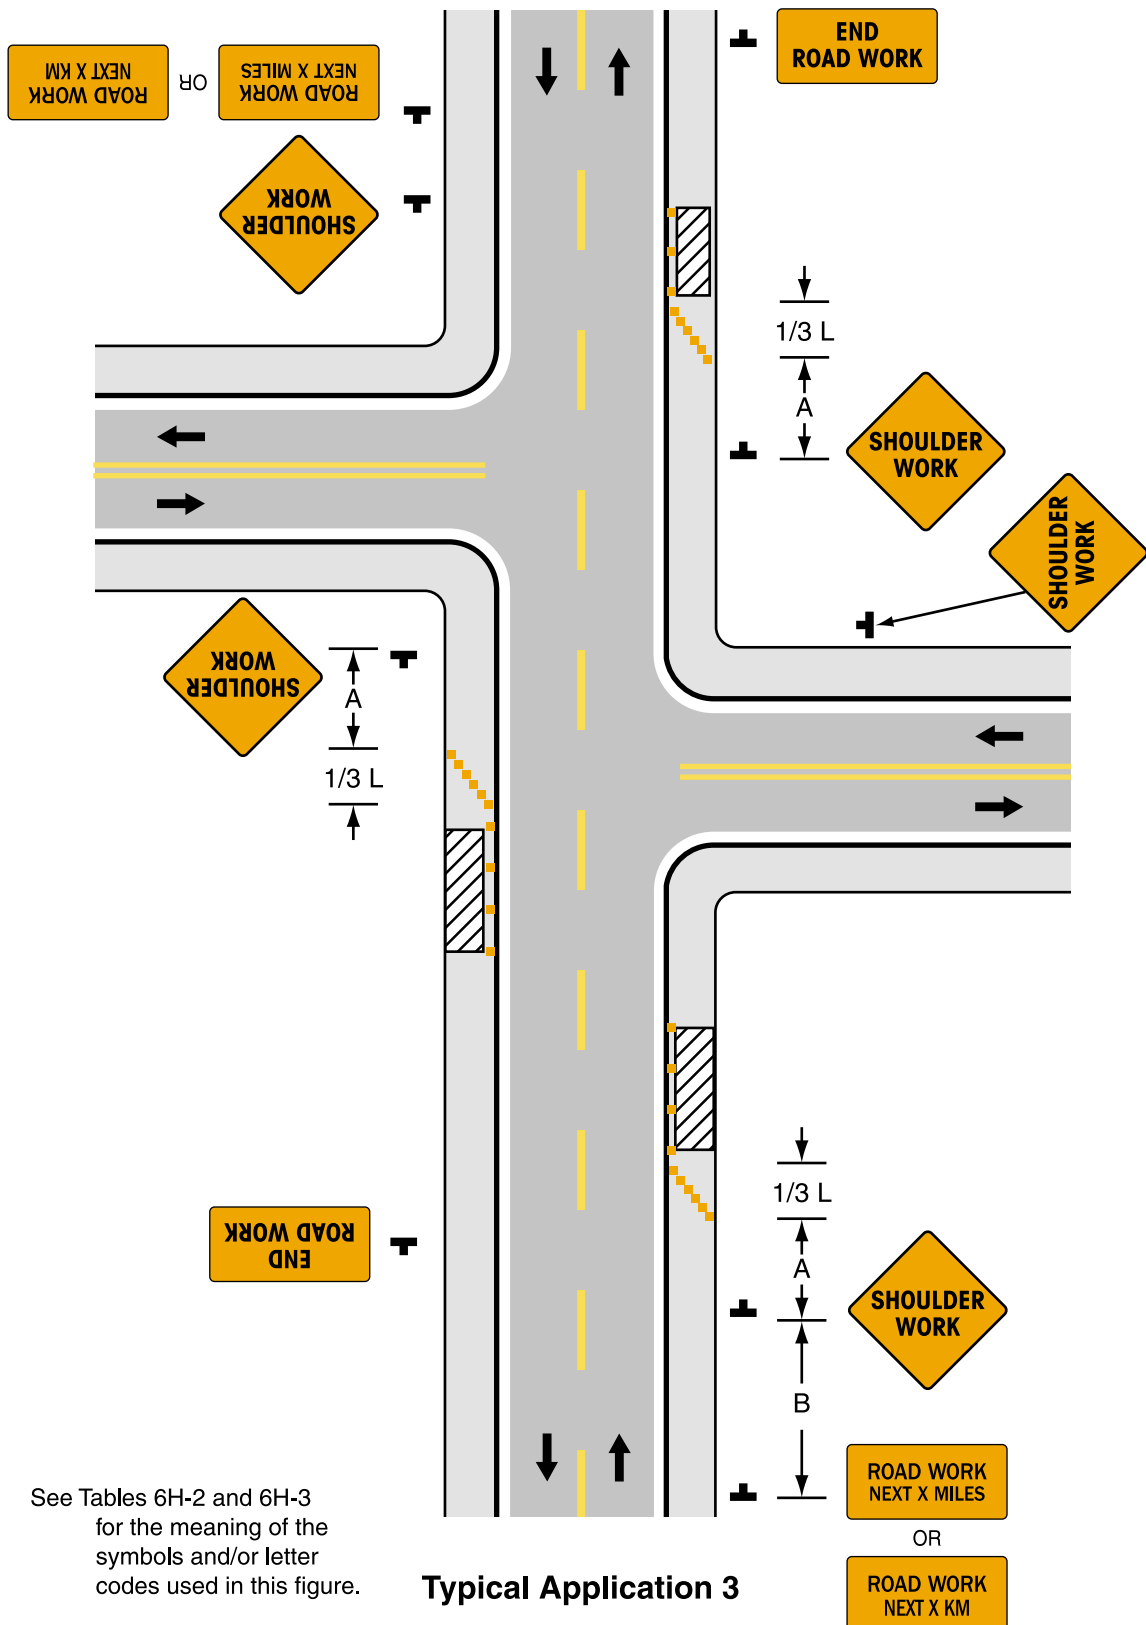 END
ROAD WORK
ROAD WORK
NEXT X KM
OR
ROAD WORK
NEXT X MILES
SHOULDER
WORK
1/3 L
A
SHOULDER
WORK
SHOULDER
WORK
SHOULDER
WORK
A
1/3 L
1/3 L
A
END
ROAD WORK
SHOULDER
WORK
B
ROAD WORK
NEXT X MILES
OR
ROAD WORK
NEXT X KM
See Tables 6H-2 and 6H-3
for the meaning of the
symbols and/or letter
codes used in this figure.
Typical Application 3